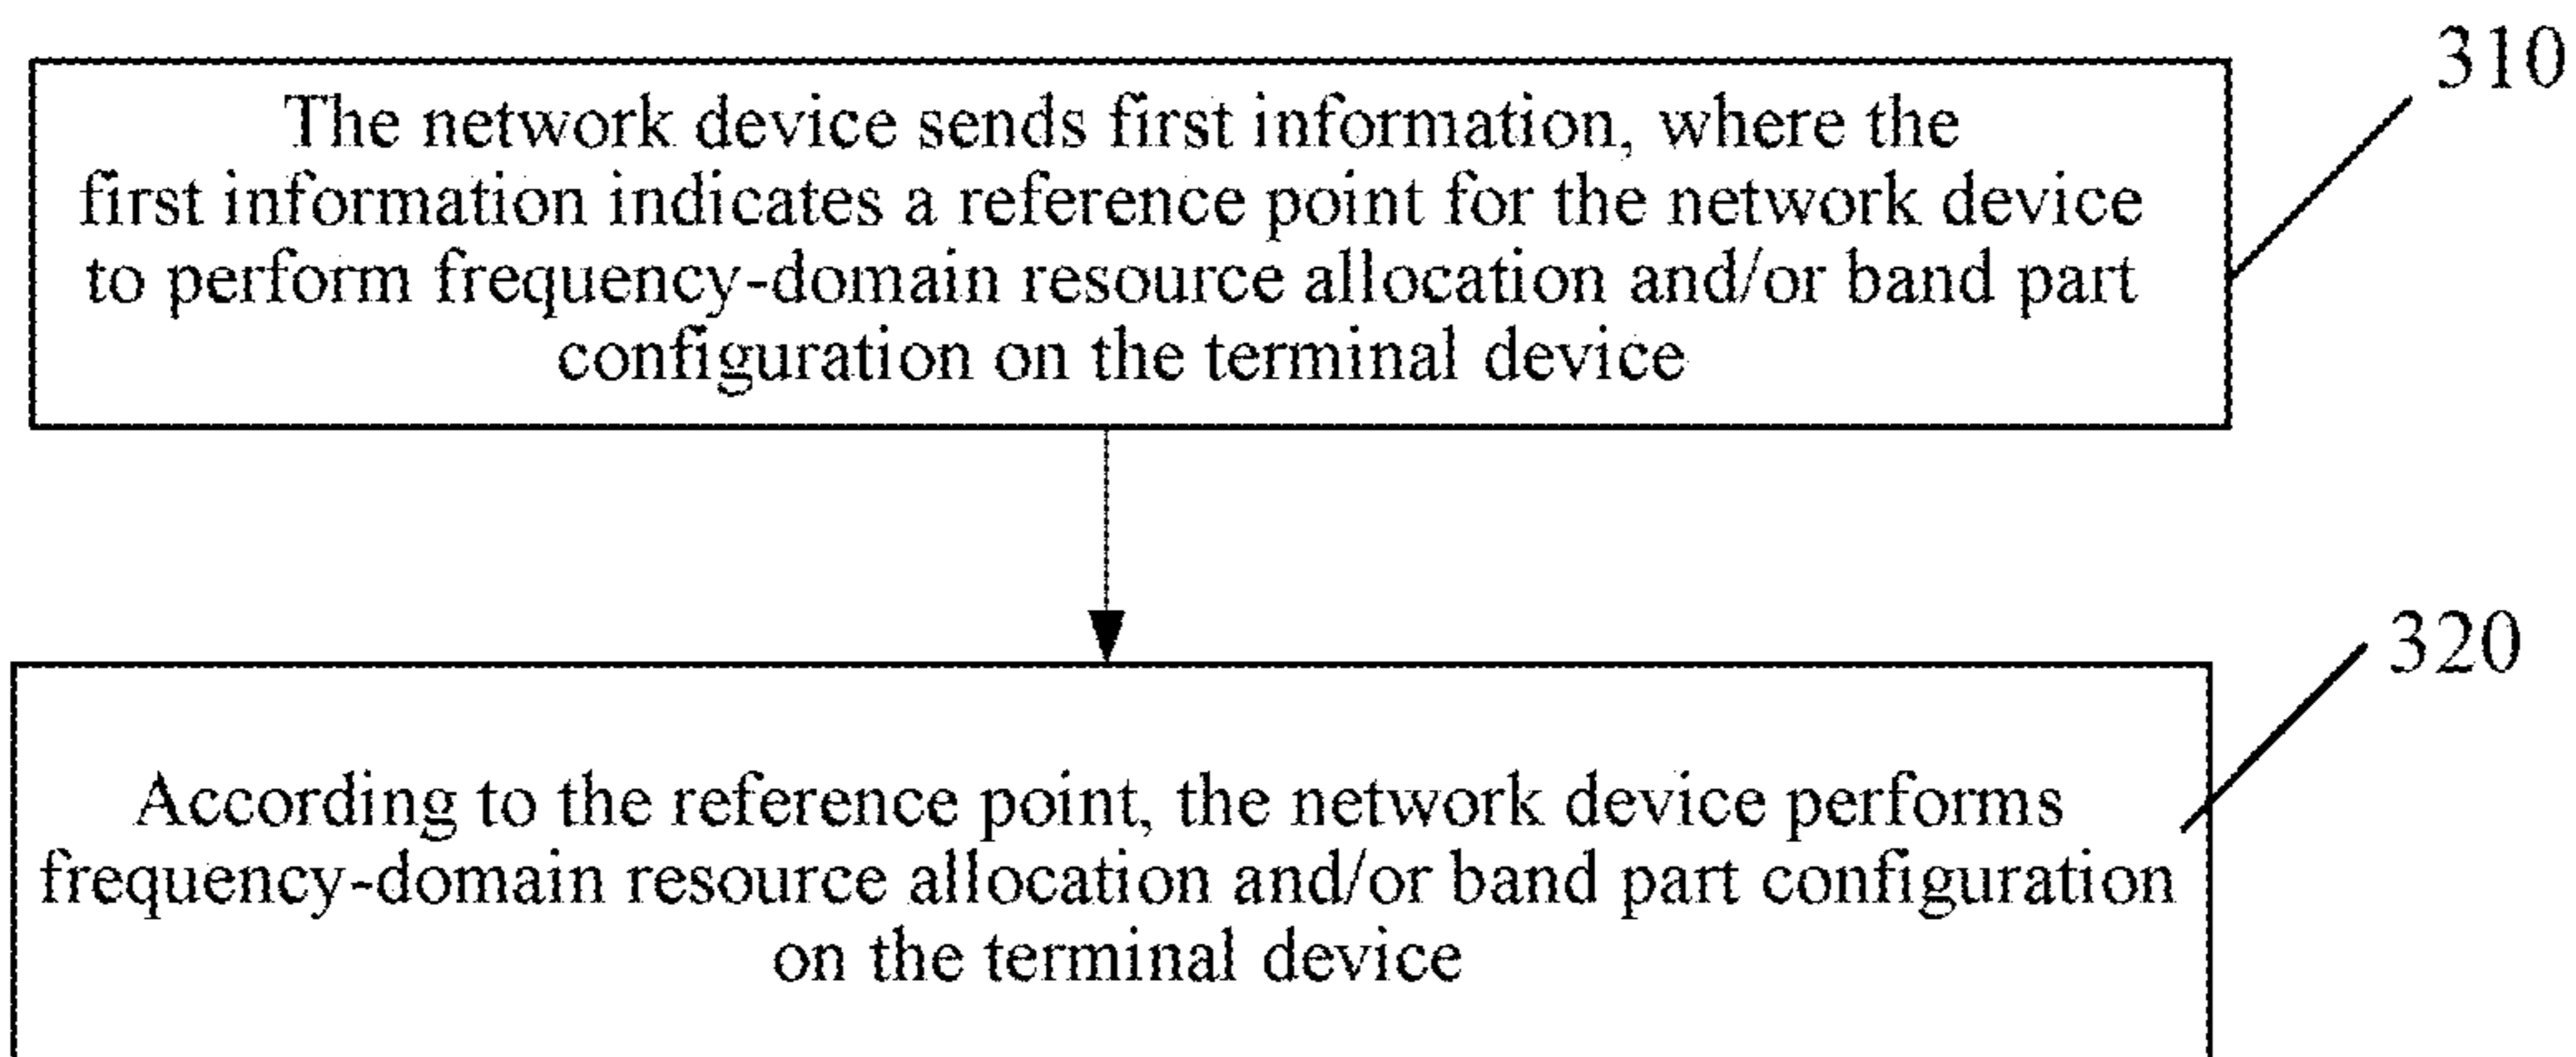 310
The network device sends first information, where the
first information indicates a reference point for the network device
to perform frequency-domain resource allocation and/or band part
configuration on the terminal device
320
According to the reference point, the network device performs
frequency-domain resource allocation and/or band part configuration
on the terminal device